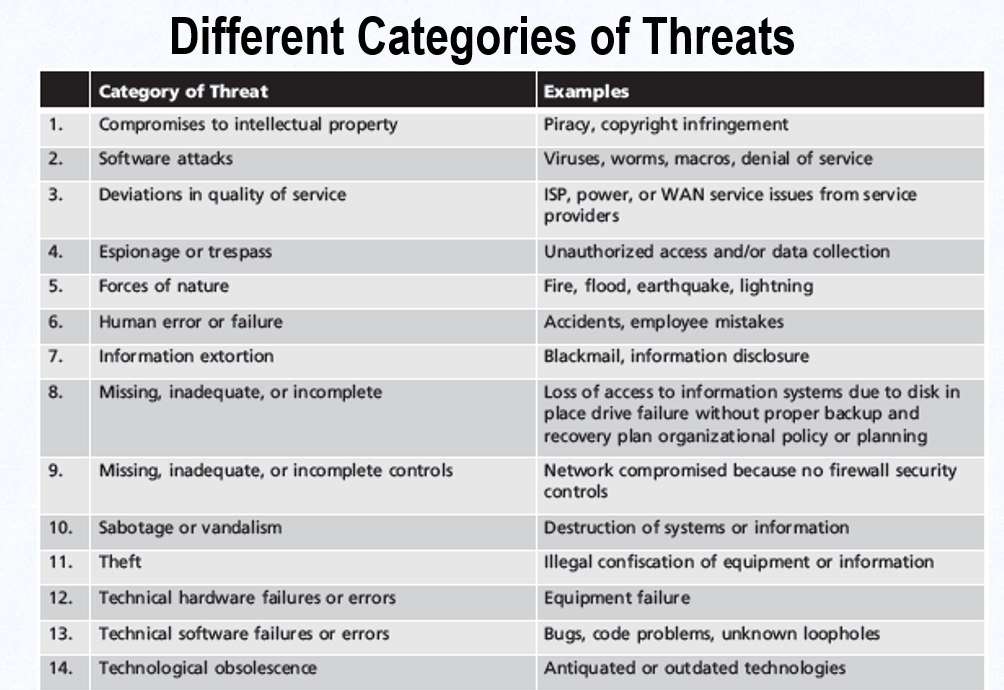 Different Categories of Threats
Category of Threat Examples
1. Compromises to intellectual property Piracy, copyright infringement
2. Software attacks Viruses, worms, macros, denial of service
3. Deviations in quality of service ISP, power, or WAN service issues from service
providers
4. Espionage or trespass Unauthorized access and/or data collection
5. Forces of nature Fire, flood, earthquake, lightning
6. Human error or failure Accidents, employee mistakes
7. Information extortion Blackmail, information disclosure
8. Missing, inadequate, or incomplete Loss of access to information systems due to disk in
place drive failure without proper backup and
recovery plan organizational policy or planning
9. Missing, inadequate, or incomplete controls Network compromised because no firewall security
controls
10. Sabotage or vandalism Destruction of systems or information
11. Theft Illegal confiscation of equipment or information
12. Technical hardware failures or errors Equipment failure
13. Technical software failures or errors Bugs, code problems, unknown loopholes
14. Technological obsolescence Antiquated or outdated technologies